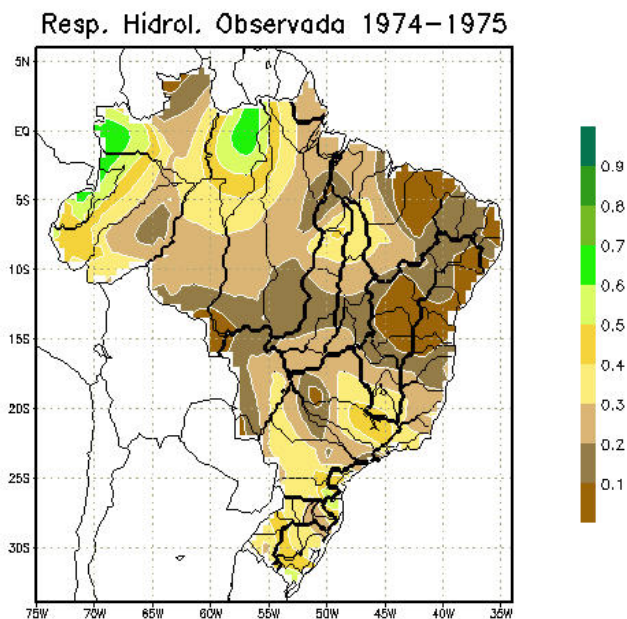 Resp. Hidrol. Observada 1974-1975
5N
EQ
5S
10S
15S
20S
25S
30S
75W 70W 65W 60W 55W 50W 45W 40W 35W
0.9
0.8
0.7
0.6
0.5
0.4
0.3
0.2
0.1